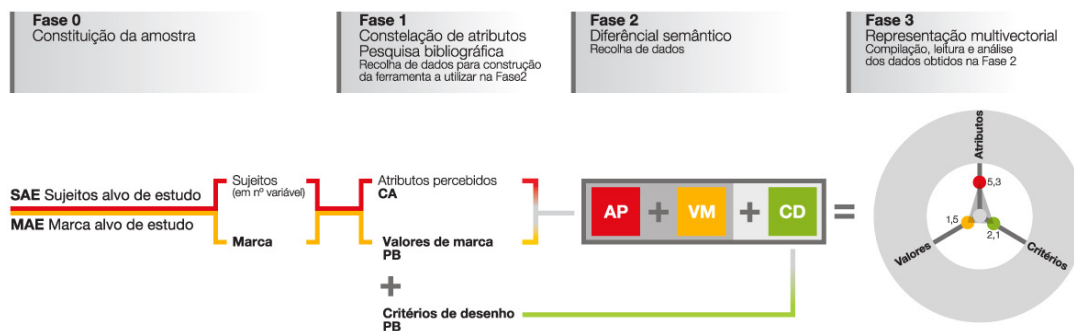 Fase 0
Constituição da amostra
Fase 1
Constelação de atributos
Pesquisa bibliográfica
Recolha de dados para construção
da ferramenta a utilizar na Fase2
Fase 2
Diferêncial semântico
Recolha de dados
Fase 3
Representação multivectorial
Compilação, leitura e análise
dos dados obtidos na Fase 2
SAE Sujeitos alvo de estudo
MAE Marca alvo de estudo
Sujeitos
(em nº variável)
Marca
Atributos percebidos
CA
Valores de marca
PB
+
Critérios de desenho
PB
AP + VM + CD =
Atributos
5,3
1,5
2,1
Valores
Critérios